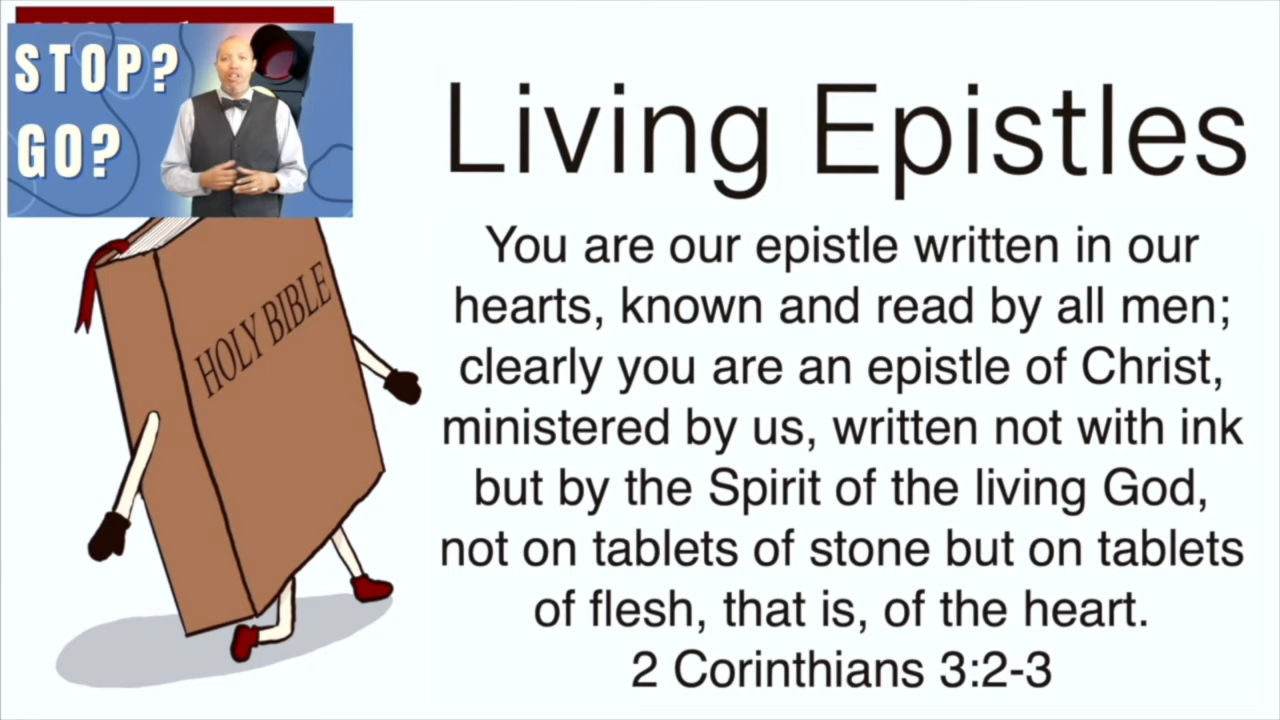 STOP?
GO?
HOLY BIBLE
Living Epistles
You are our epistle written in our
hearts, known and read by all men;
clearly you are an epistle of Christ,
ministered by us, written not with ink
but by the Spirit of the living God,
not on tablets of stone but on tablets
of flesh, that is, of the heart.
2 Corinthians 3:2-3